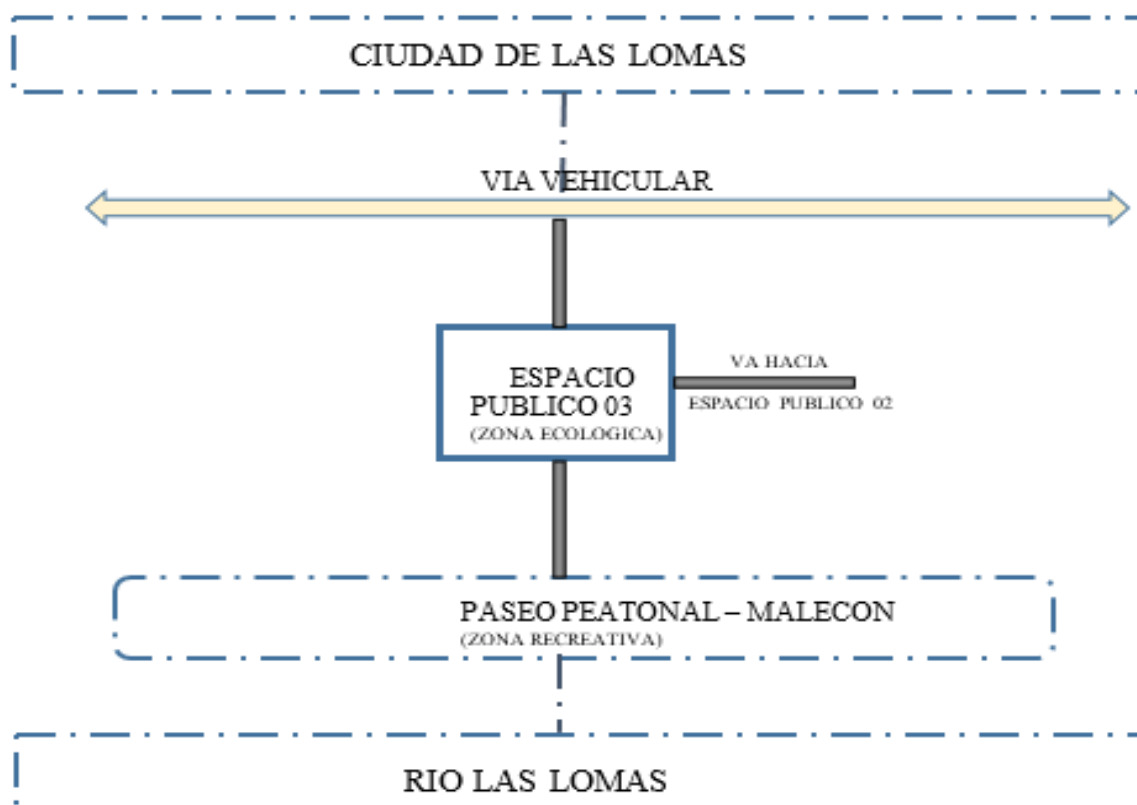 CIUDAD DE LAS LOMAS
VIA VEHICULAR
ESPACIO
PUBLICO 03
(ZONA ECOLOGICA)
VA HACIA
ESPACIO PUBLICO 02
PASEO PEATONAL – MALECON
(ZONA RECREATIVA)
RIO LAS LOMAS